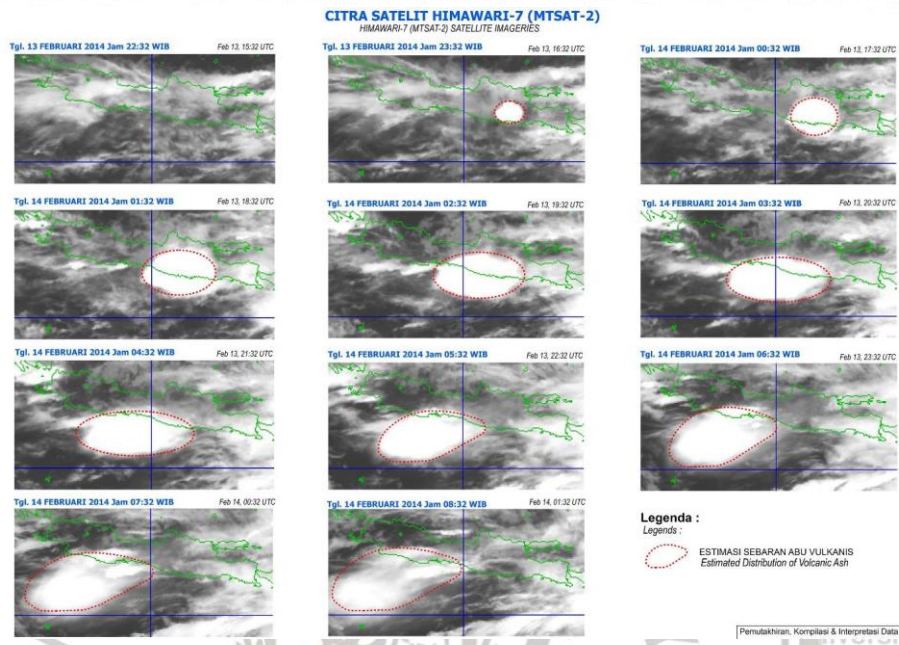 CITRA SATELIT HIMAWARI-7 (MTSAT-2)
HIMAWARI-7 (MTSAT-2) SATELLITE IMAGERIES
Tgl. 13 FEBRUARI 2014 Jam 22:32 WIB Feb 13, 15:32 UTC
Tgl. 13 FEBRUARI 2014 Jam 23:32 WIB Feb 13, 16:32 UTC
Tgl. 14 FEBRUARI 2014 Jam 00:32 WIB Feb 13, 17:32 UTC
Tgl. 14 FEBRUARI 2014 Jam 01:32 WIB Feb 13, 18:32 UTC
Tgl. 14 FEBRUARI 2014 Jam 02:32 WIB Feb 13, 19:32 UTC
Tgl. 14 FEBRUARI 2014 Jam 03:32 WIB Feb 13, 20:32 UTC
Tgl. 14 FEBRUARI 2014 Jam 04:32 WIB Feb 13, 21:32 UTC
Tgl. 14 FEBRUARI 2014 Jam 05:32 WIB Feb 13, 22:32 UTC
Tgl. 14 FEBRUARI 2014 Jam 06:32 WIB Feb 13, 23:32 UTC
Tgl. 14 FEBRUARI 2014 Jam 07:32 WIB Feb 14, 00:32 UTC
Tgl. 14 FEBRUARI 2014 Jam 08:32 WIB Feb 14, 01:32 UTC
Legenda :
Legends :
ESTIMASI SEBARAN ABU VULKANIS
Estimated Distribution of Volcanic Ash
Pemutakhiran, Kompilasi & Interpretasi Data